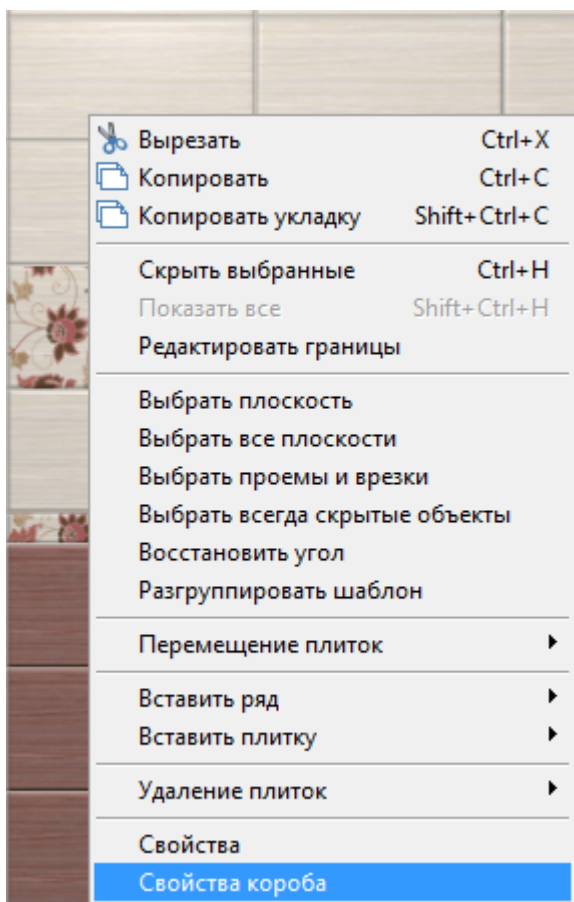 Вырезать Ctrl+X
Копировать Ctrl+C
Копировать укладку Shift+Ctrl+C
Скрыть выбранные Ctrl+H
Показать все Shift+Ctrl+H
Редактировать границы
Выбрать плоскость
Выбрать все плоскости
Выбрать проемы и врезки
Выбрать всегда скрытые объекты
Восстановить угол
Разгруппировать шаблон
Перемещение плиток
Вставить ряд
Вставить плитку
Удаление плиток
Свойства
Свойства короба